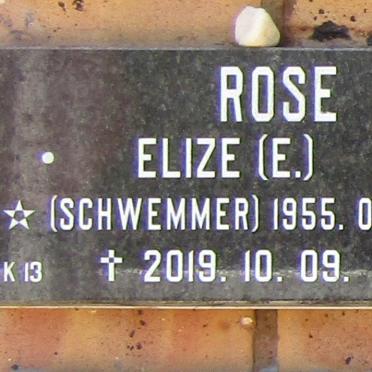 ROSE
ELIZE (E.)
☆ (SCHWEMMER) 1955. 0
K 13 † 2019. 10. 09.